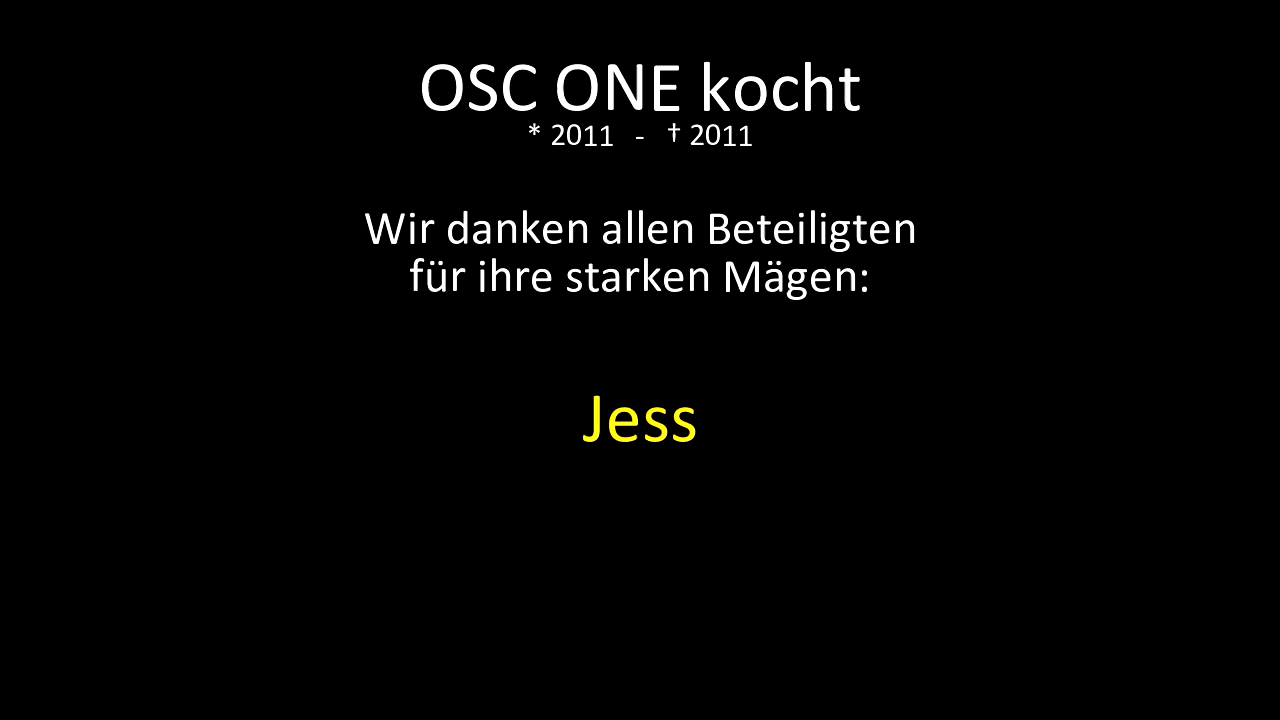 OSC ONE kocht
* 2011 - † 2011
Wir danken allen Beteiligten
für ihre starken Mägen:
Jess